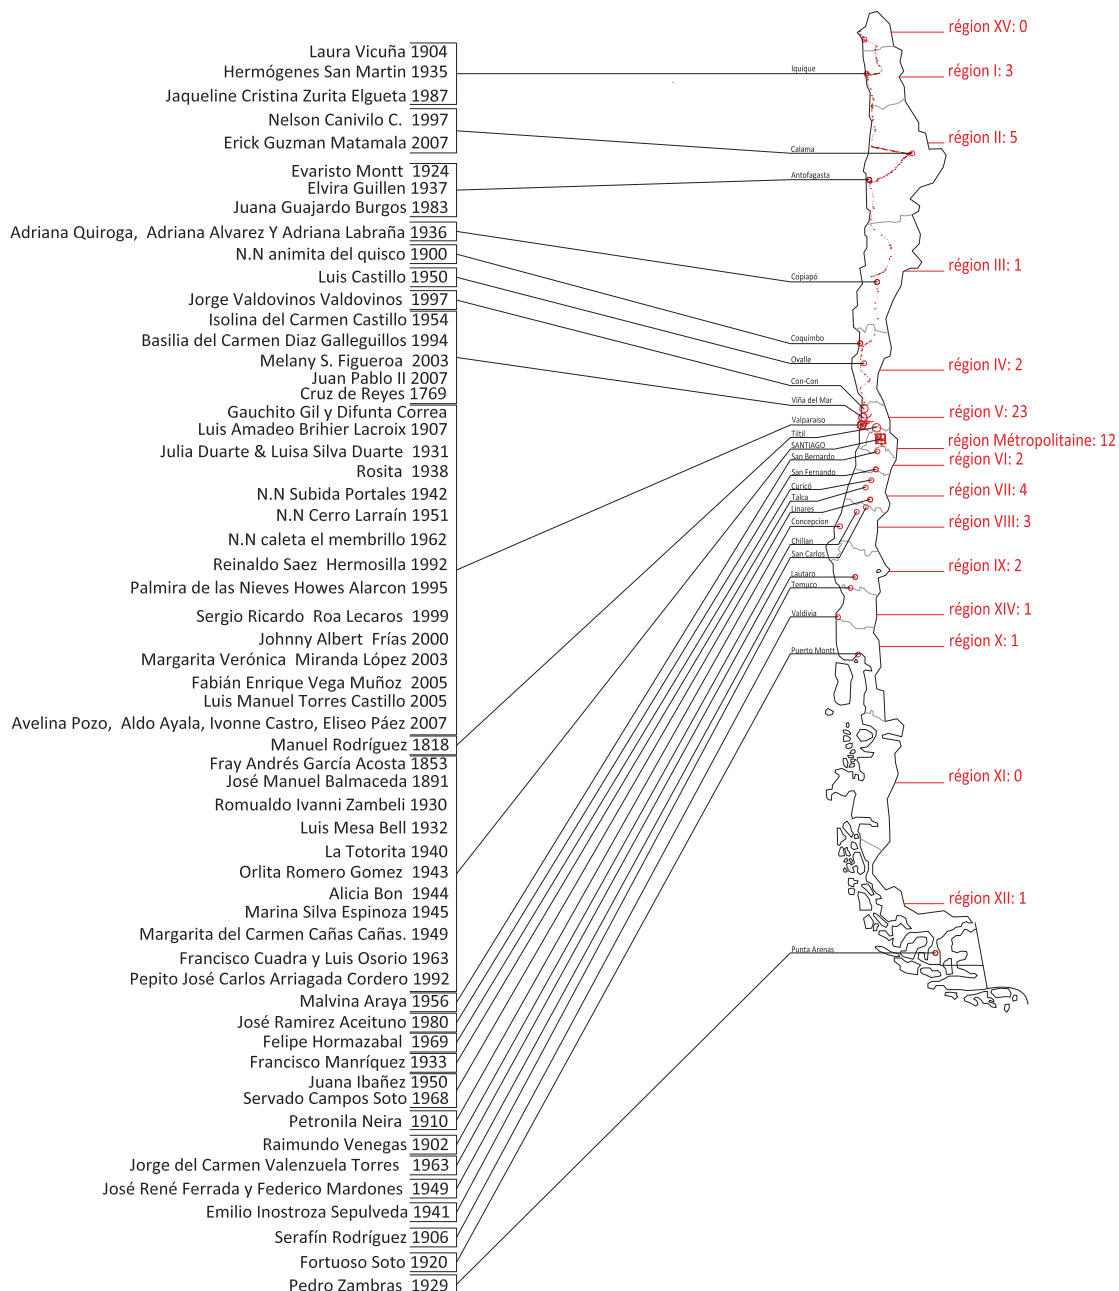 Laura Vicuña 1904
Hermógenes San Martin 1935
Jaqueline Cristina Zurita Elgueta 1987
Nelson Canivilo C. 1997
Erick Guzman Matamala 2007
Evaristo Montt 1924
Elvira Guillen 1937
Juana Guajardo Burgos 1983
Adriana Quiroga, Adriana Alvarez Y Adriana Labraña 1936
N.N animita del quisco 1900
Luis Castillo 1950
Jorge Valdovinos Valdovinos 1997
Isolina del Carmen Castillo 1954
Basilia del Carmen Diaz Galleguillos 1994
Melany S. Figueroa 2003
Juan Pablo II 2007
Cruz de Reyes 1769
Gauchito Gil y Difunta Correa
Luis Amadeo Brihier Lacroix 1907
Julia Duarte & Luisa Silva Duarte 1931
Rosita 1938
N.N Subida Portales 1942
N.N Cerro Larraín 1951
N.N caleta el membrillo 1962
Reinaldo Saez Hermosilla 1992
Palmira de las Nieves Howes Alarcon 1995
Sergio Ricardo Roa Lecaros 1999
Johnny Albert Frías 2000
Margarita Verónica Miranda López 2003
Fabián Enrique Vega Muñoz 2005
Luis Manuel Torres Castillo 2005
Avelina Pozo, Aldo Ayala, Ivonne Castro, Eliseo Páez 2007
Manuel Rodríguez 1818
Fray Andrés García Acosta 1853
José Manuel Balmaceda 1891
Romualdo Ivanni Zambeli 1930
Luis Mesa Bell 1932
La Totorita 1940
Orlita Romero Gomez 1943
Alicia Bon 1944
Marina Silva Espinoza 1945
Margarita del Carmen Cañas Cañas. 1949
Francisco Cuadra y Luis Osorio 1963
Pepito José Carlos Arriagada Cordero 1992
Malvina Araya 1956
José Ramirez Aceituno 1980
Felipe Hormazabal 1969
Francisco Manríquez 1933
Juana Ibañez 1950
Servado Campos Soto 1968
Petronila Neira 1910
Raimundo Venegas 1902
Jorge del Carmen Valenzuela Torres 1963
José René Ferrada y Federico Mardones 1949
Emilio Inostroza Sepulveda 1941
Serafín Rodríguez 1906
Fortuoso Soto 1920
Pedro Zambras 1929
Iquique
Calama
Antofagasta
Copiapó
Coquimbo
Ovalle
Con-Con
Viña del Mar
Valparaiso
Tiltil
SANTIAGO
San Bernardo
San Fernando
Curicó
Talca
Linares
Concepcion
Chillan
San Carlos
Lautaro
Temuco
Valdivia
Puerto Montt
Punta Arenas
région XV: 0
région I: 3
région II: 5
région III: 1
région IV: 2
région V: 23
région Métropolitaine: 12
région VI: 2
région VII: 4
région VIII: 3
région IX: 2
région XIV: 1
région X: 1
région XI: 0
région XII: 1